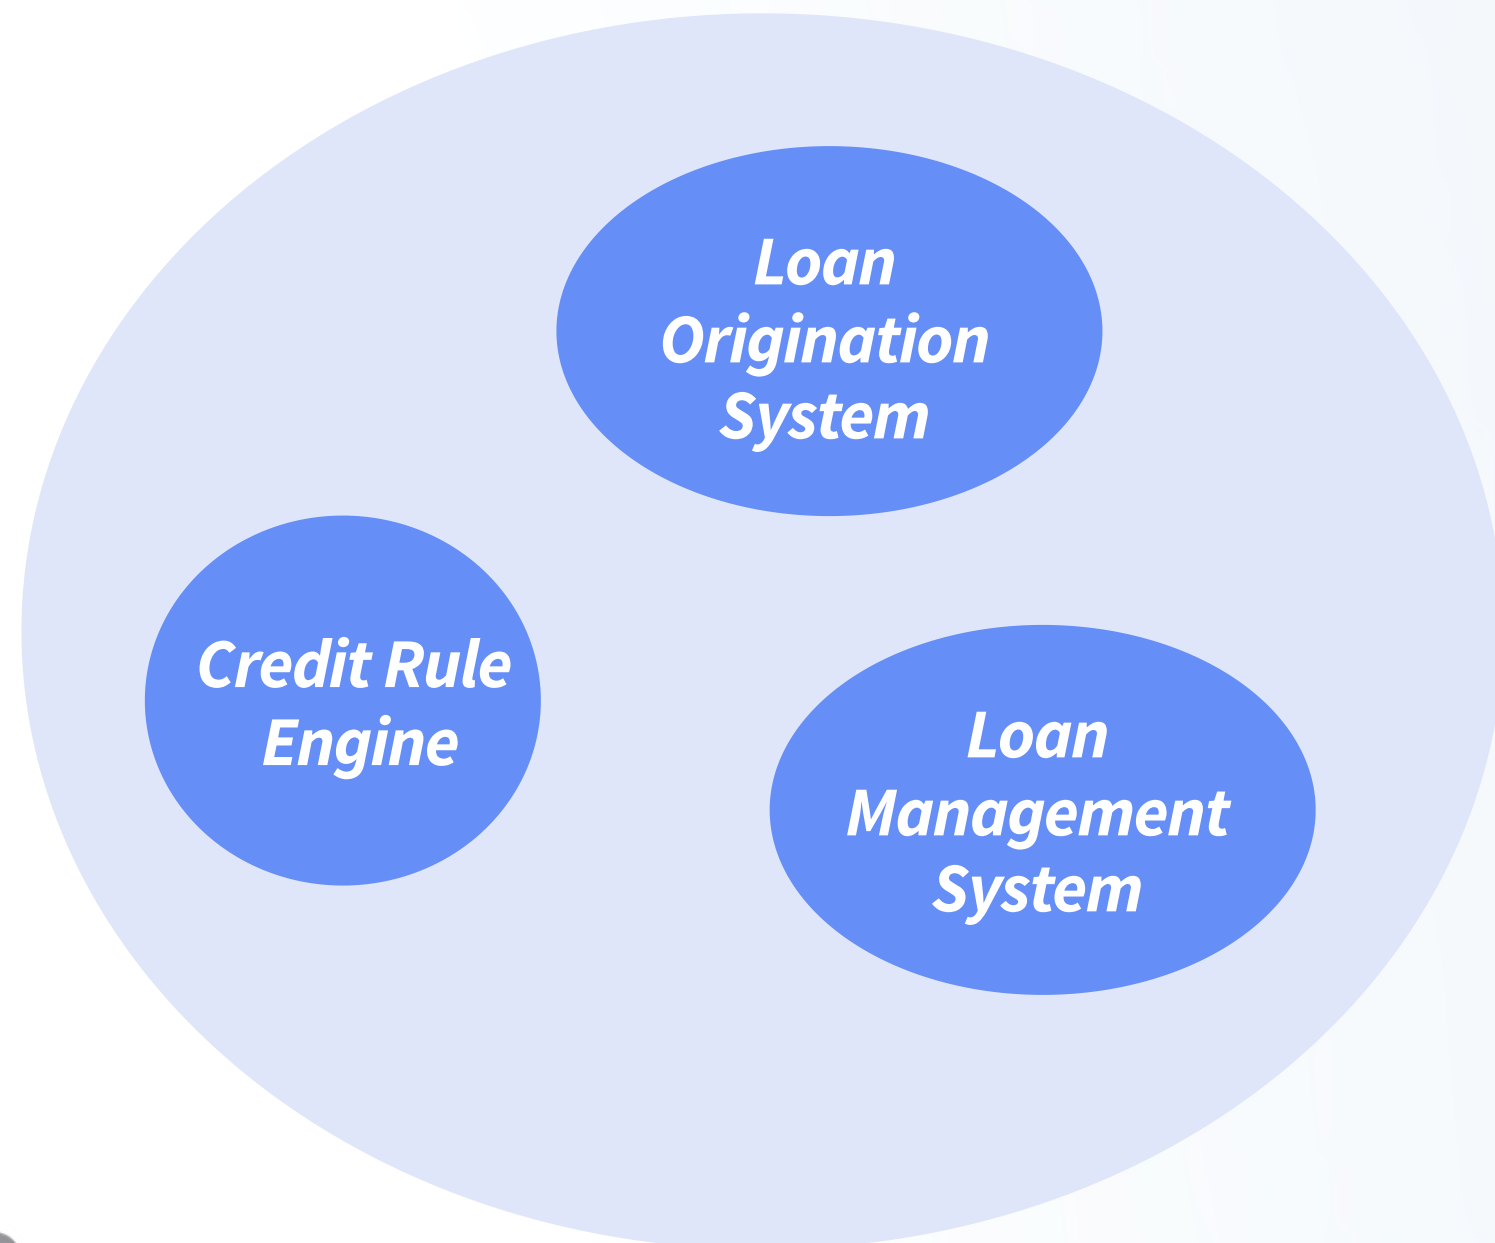 Loan
Origination
System
Credit Rule
Engine
Loan
Management
System